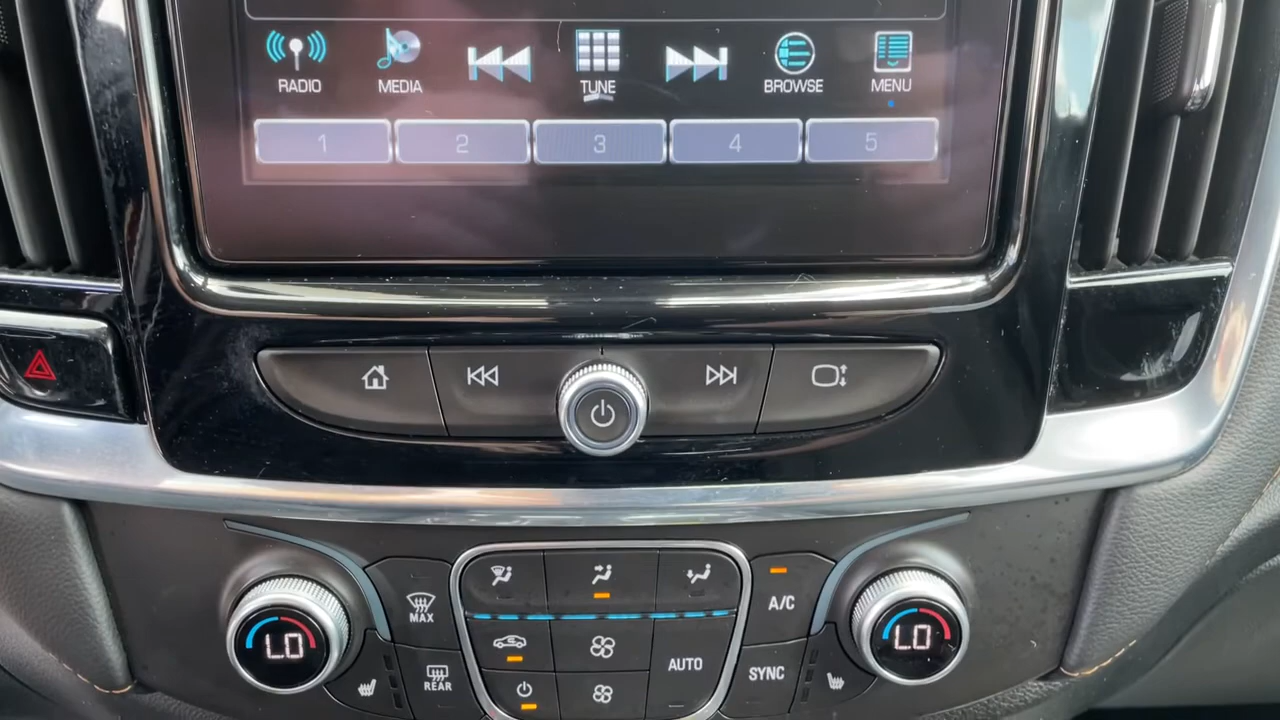 RADIO
MEDIA
TUNE
BROWSE
MENU
1
2
3
4
5
MAX
A/C
LO
LO
REAR
AUTO
SYNC